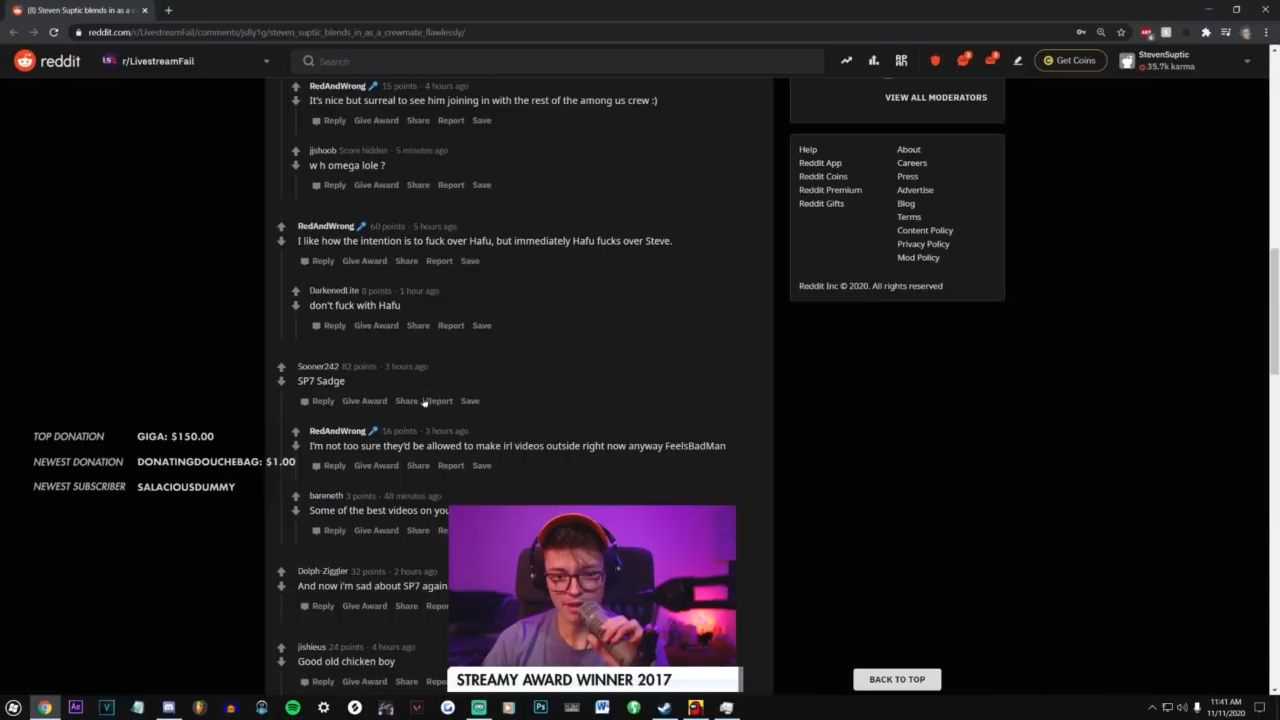 (8) Steven Suptic blends in as a c
reddit.com/r/LivestreamFail/comments/js8y1g/steven_suptic_blends_in_as_a_crewmate_flawlessly/
reddit
r/LivestreamFail
Search
Get Coins
StevenSuptic
35.7k karma
RedAndWrong 15 points · 4 hours ago
It's nice but surreal to see him joining in with the rest of the among us crew :)
Reply Give Award Share Report Save
jjshoob Score hidden · 5 minutes ago
w h omega lole ?
Reply Give Award Share Report Save
RedAndWrong 60 points · 5 hours ago
I like how the intention is to fuck over Hafu, but immediately Hafu fucks over Steve.
Reply Give Award Share Report Save
DarkenedLite 8 points · 1 hour ago
don't fuck with Hafu
Reply Give Award Share Report Save
Sooner242 82 points · 3 hours ago
SP7 Sadge
Reply Give Award Share Report Save
RedAndWrong 16 points · 3 hours ago
I'm not too sure they'd be allowed to make irl videos outside right now anyway FeelsBadMan
Reply Give Award Share Report Save
bareneth 3 points · 48 minutes ago
Some of the best videos on you
Reply Give Award Share Re
Dolph-Ziggler 32 points · 2 hours ago
And now i'm sad about SP7 again
Reply Give Award Share Repor
jishieus 24 points · 4 hours ago
Good old chicken boy
Reply Give Award Share Repor
VIEW ALL MODERATORS
Help
Reddit App
Reddit Coins
Reddit Premium
Reddit Gifts
About
Careers
Press
Advertise
Blog
Terms
Content Policy
Privacy Policy
Mod Policy
Reddit Inc © 2020. All rights reserved
TOP DONATION GIGA: $150.00
NEWEST DONATION DONATINGDOUCHEBAG: $1.00
NEWEST SUBSCRIBER SALACIOUSDUMMY
STREAMY AWARD WINNER 2017
BACK TO TOP
11:41 AM
11/11/2020